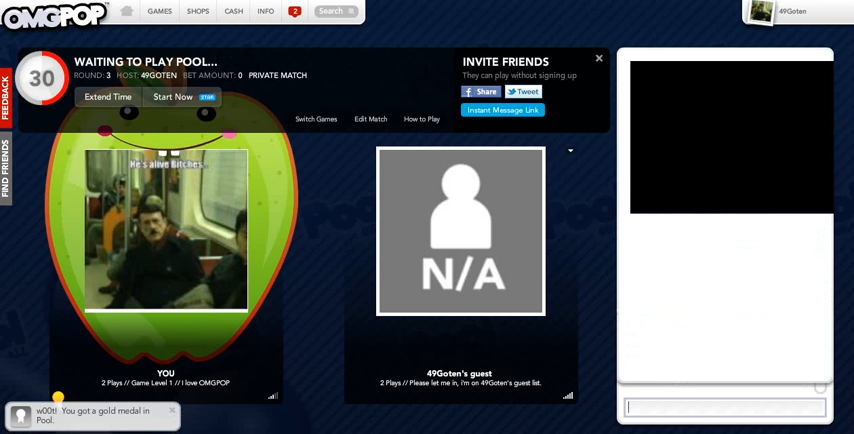 OMGPOP
GAMES
SHOPS
CASH
INFO
2
Search
49Goten
FEEDBACK
FIND FRIENDS
30
WAITING TO PLAY POOL...
ROUND: 3 HOST: 49GOTEN BET AMOUNT: 0 PRIVATE MATCH
Extend Time
Start Now STAR
Switch Games
Edit Match
How to Play
INVITE FRIENDS
They can play without signing up
f Share
Tweet
Instant Message Link
He's alive Bitches...
YOU
2 Plays // Game Level 1 // I love OMGPOP
N/A
49Goten's guest
2 Plays // Please let me in, i'm on 49Goten's guest list.
w00t! You got a gold medal in
Pool.